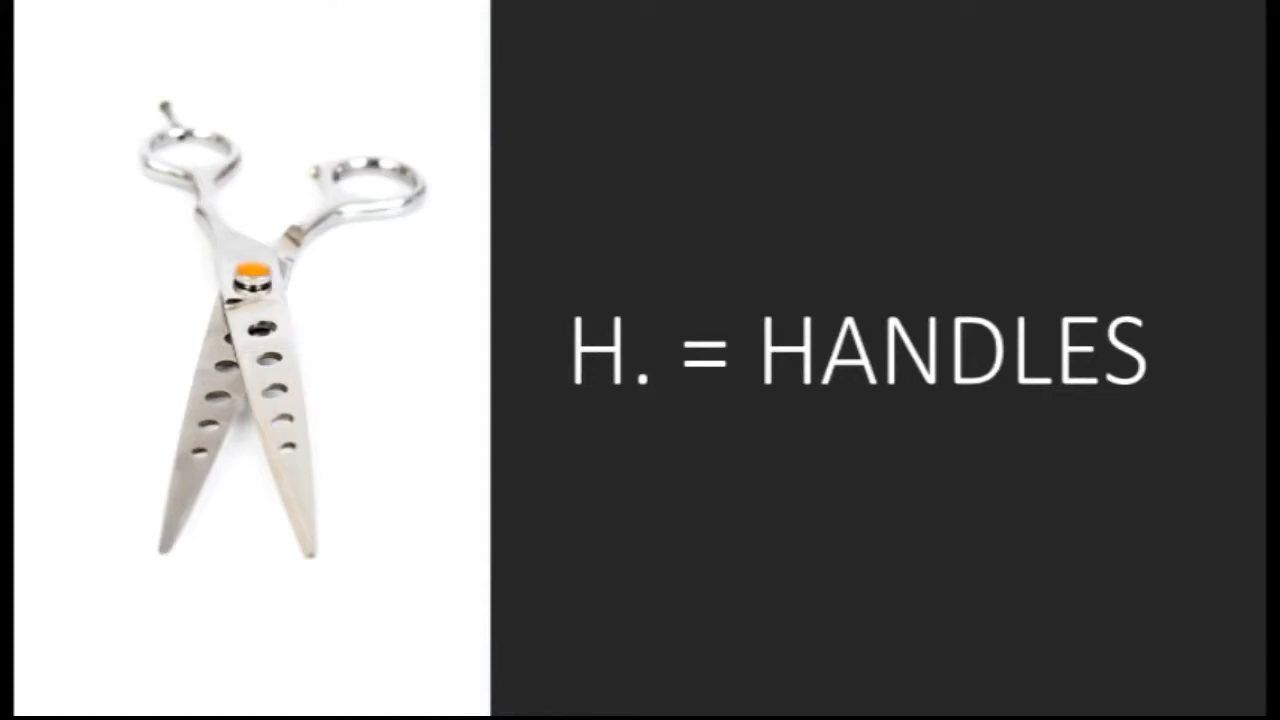 H. = HANDLES